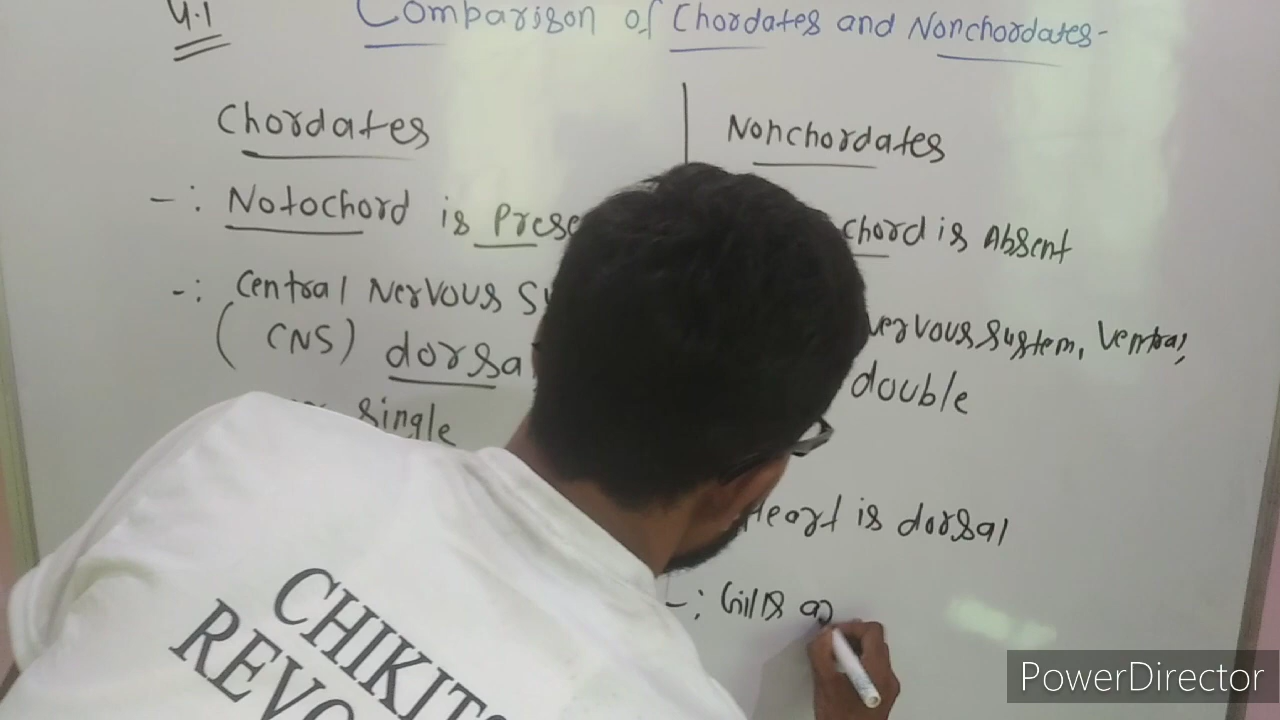 4.1 Comparison of Chordates and Nonchordates-
Chordates
-: Notochord is Prese
-: Central Nervous Sy
(CNS) dorsa
single
Nonchordates
chord is Absent
nervous system, Ventral,
double
Heart is dorsal
-: Gills a
CHIKITS
REVO
PowerDirector